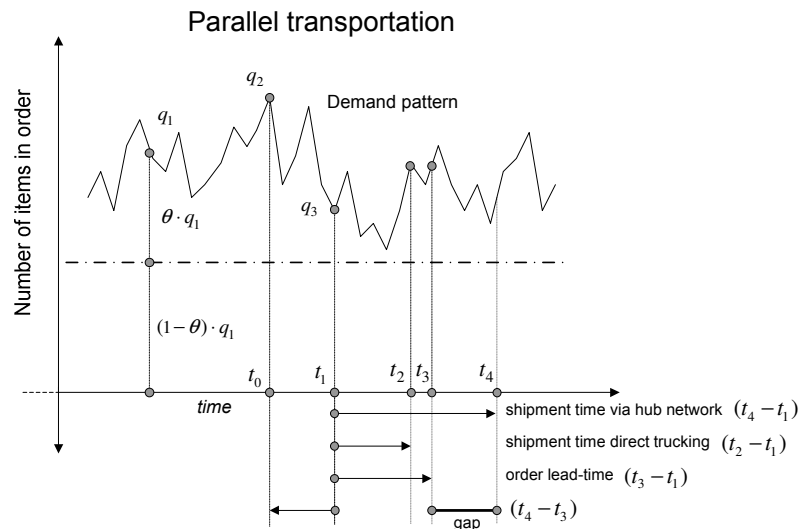 Parallel transportation
Number of items in order
Demand pattern
q₂
q₁
q₃
θ · q₁
(1 − θ) · q₁
t₀
t₁
t₂
t₃
t₄
time
shipment time via hub network (t₄ − t₁)
shipment time direct trucking (t₂ − t₁)
order lead-time (t₃ − t₁)
(t₄ − t₃)
gap